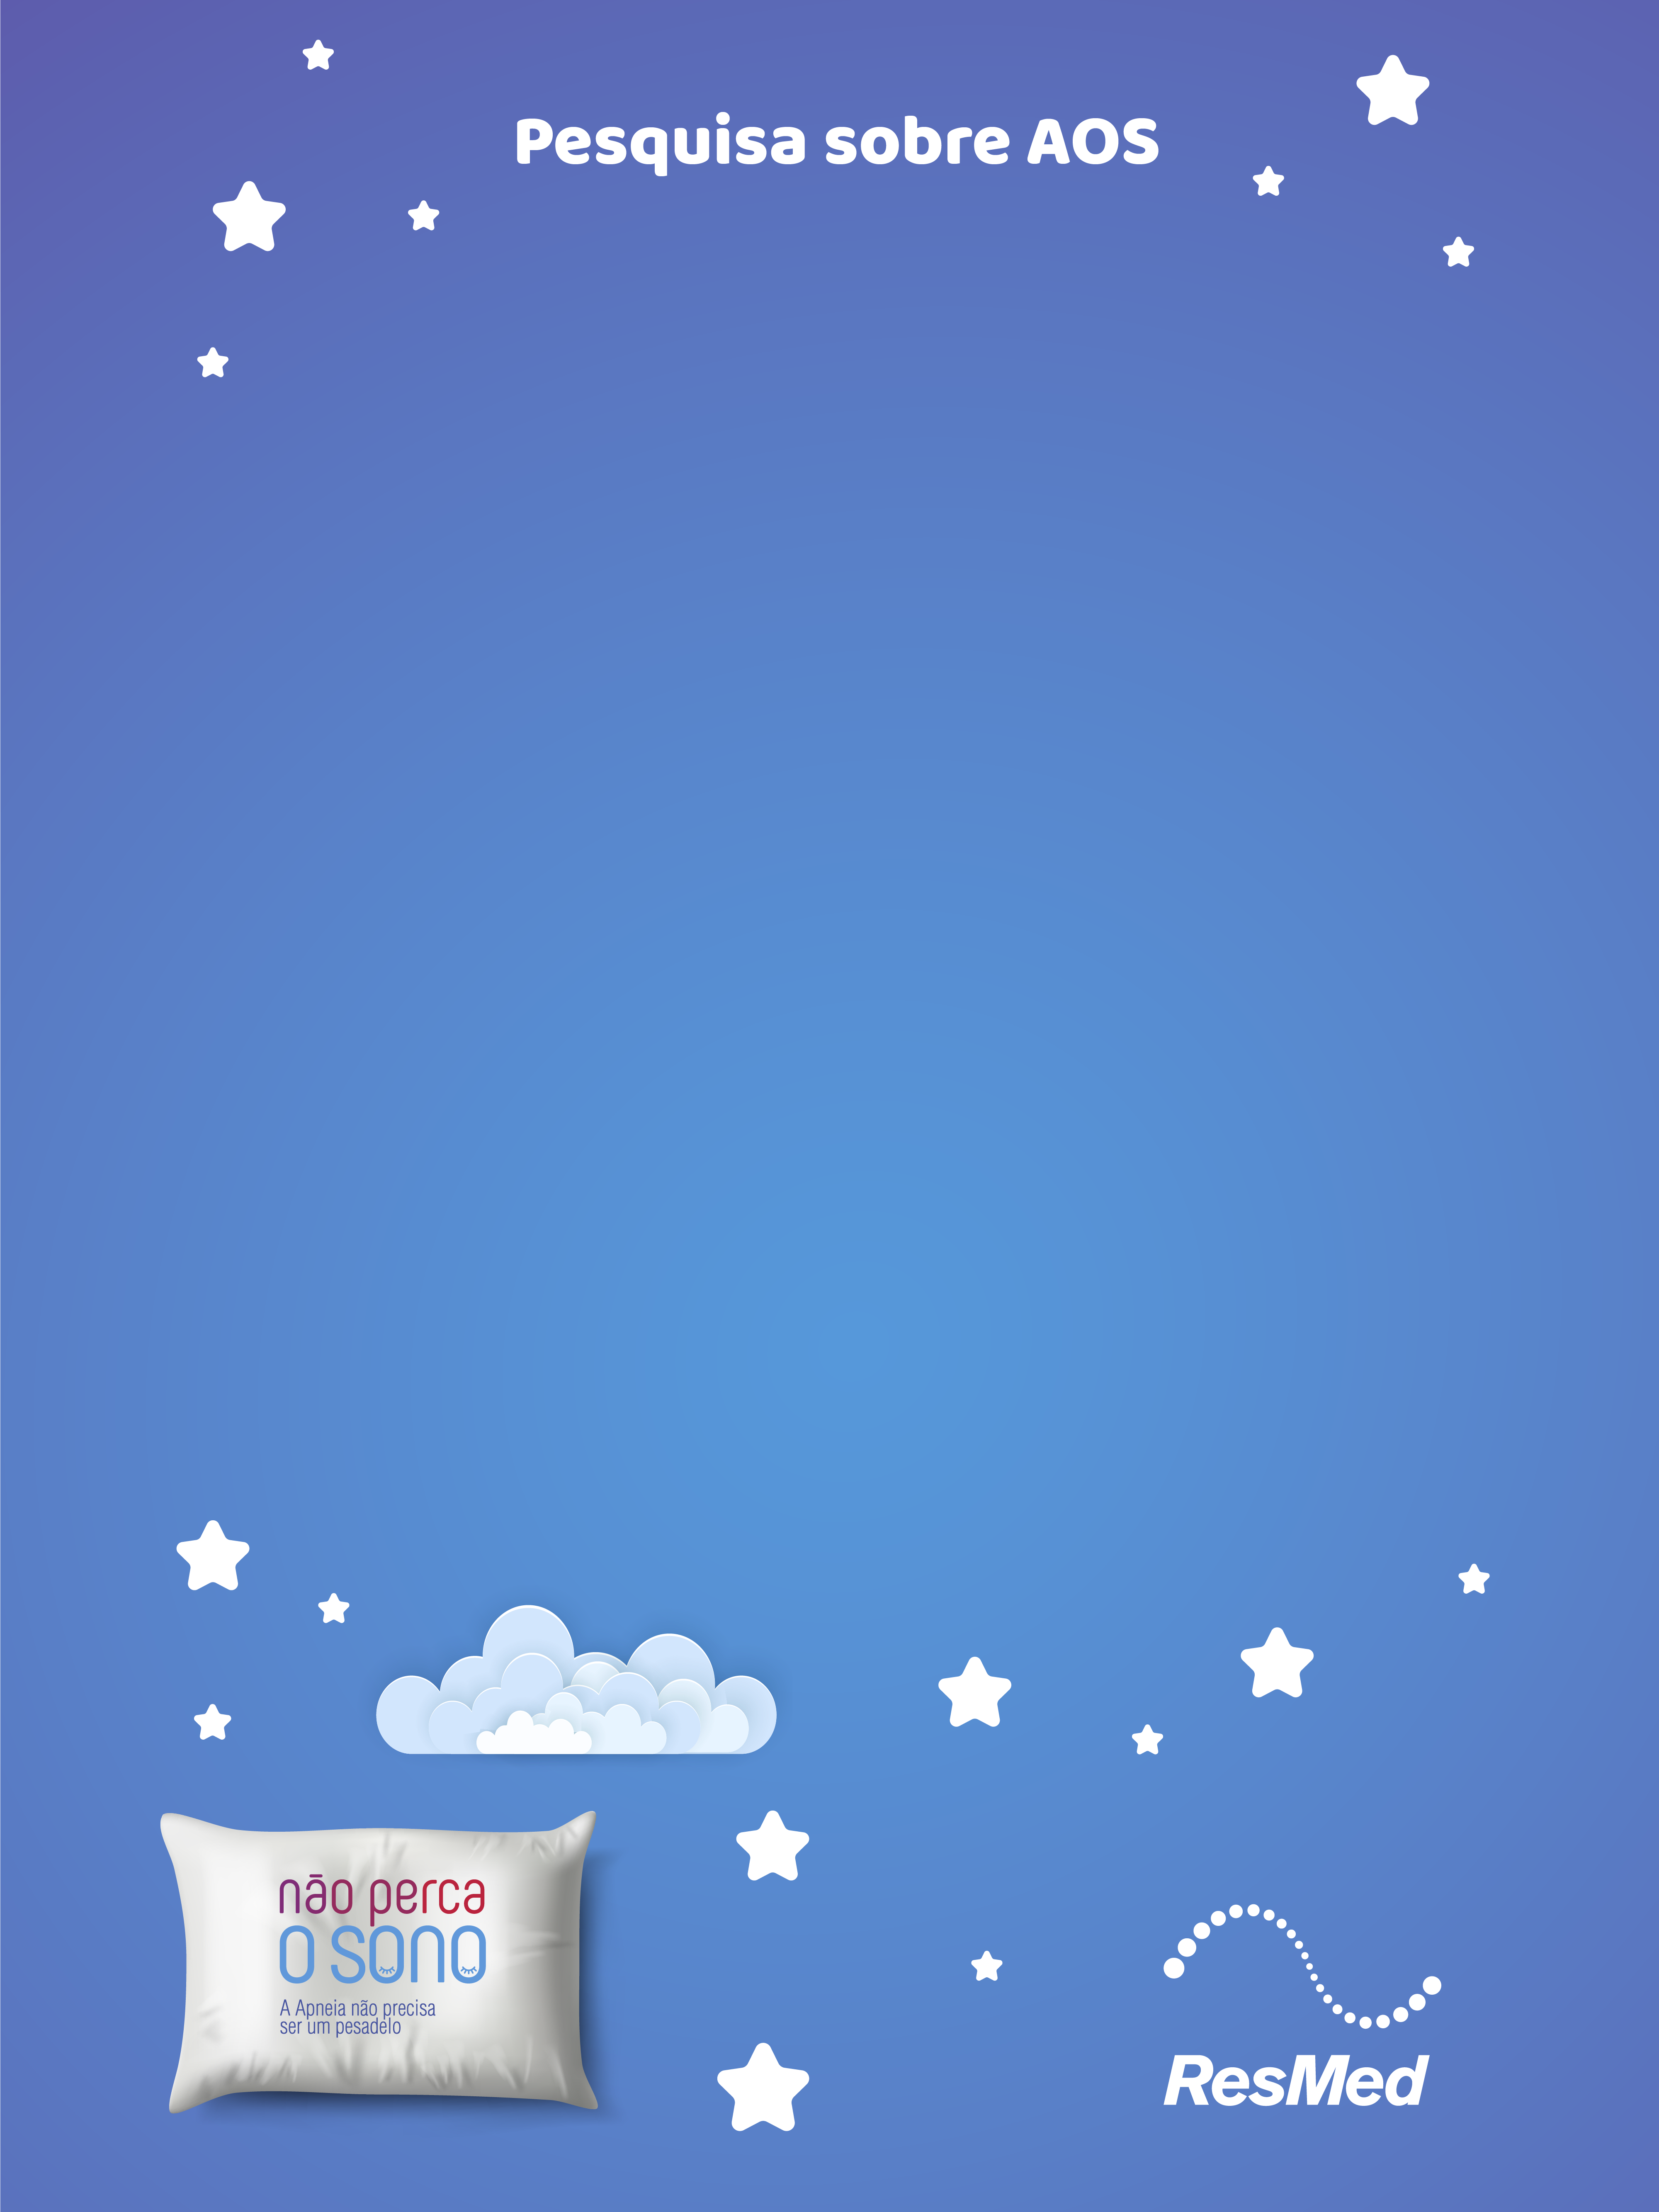 Pesquisa sobre AOS
não perca
o sono
A Apneia não precisa
ser um pesadelo
ResMed